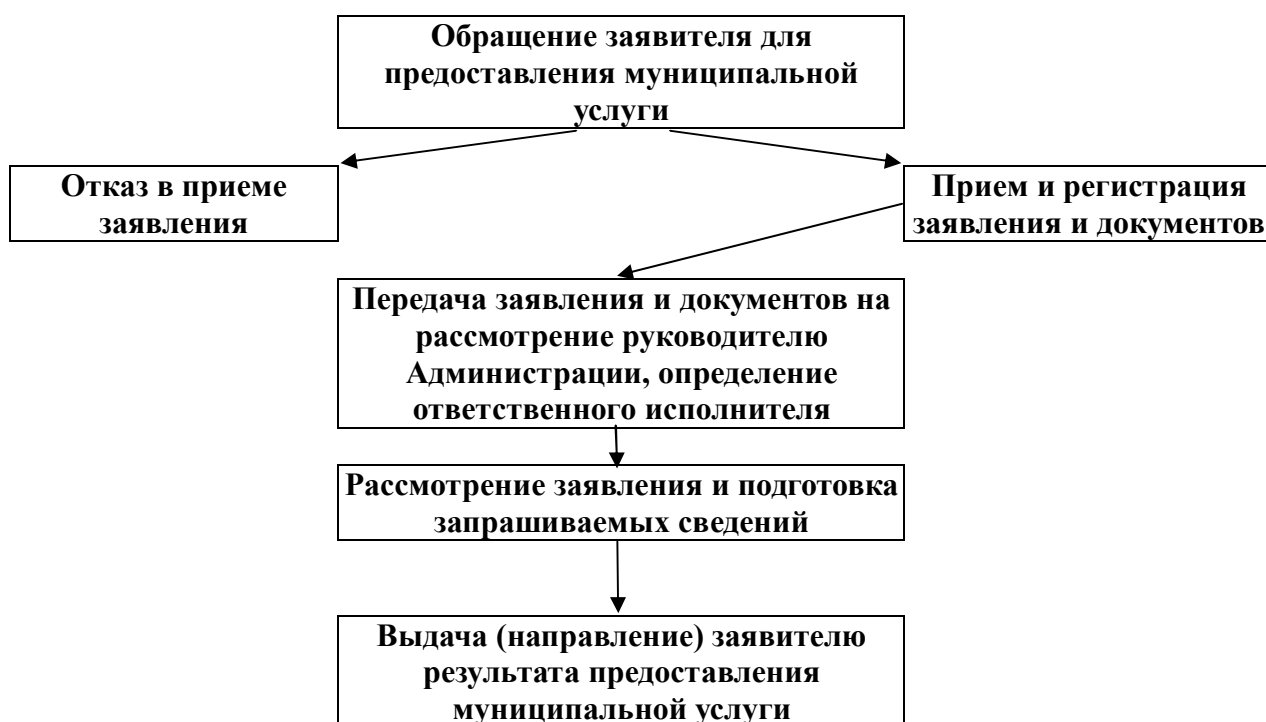 Обращение заявителя для
предоставления муниципальной
услуги
Отказ в приеме
заявления
Прием и регистрация
заявления и документов
Передача заявления и документов на
рассмотрение руководителю
Администрации, определение
ответственного исполнителя
Рассмотрение заявления и подготовка
запрашиваемых сведений
Выдача (направление) заявителю
результата предоставления
муниципальной услуги